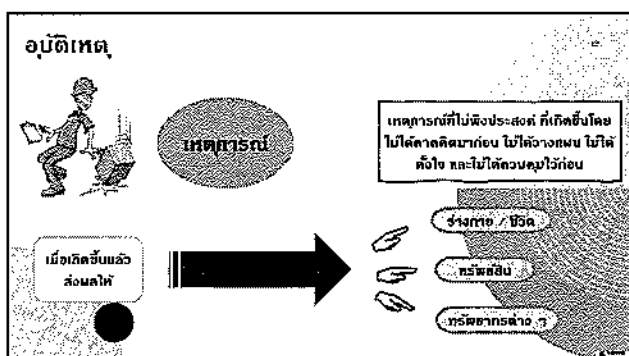 อุบัติเหตุ
เหตุการณ์
เหตุการณ์ที่ไม่พึงประสงค์ ที่เกิดขึ้นโดย
ไม่ได้คาดคิดมาก่อน ไม่ได้วางแผน ไม่ได้
ตั้งใจ และไม่ได้ควบคุมไว้ก่อน
เมื่อเกิดขึ้นแล้ว
ส่งผลให้
ร่างกาย / ชีวิต
ทรัพย์สิน
ทรัพยากรต่าง ๆ